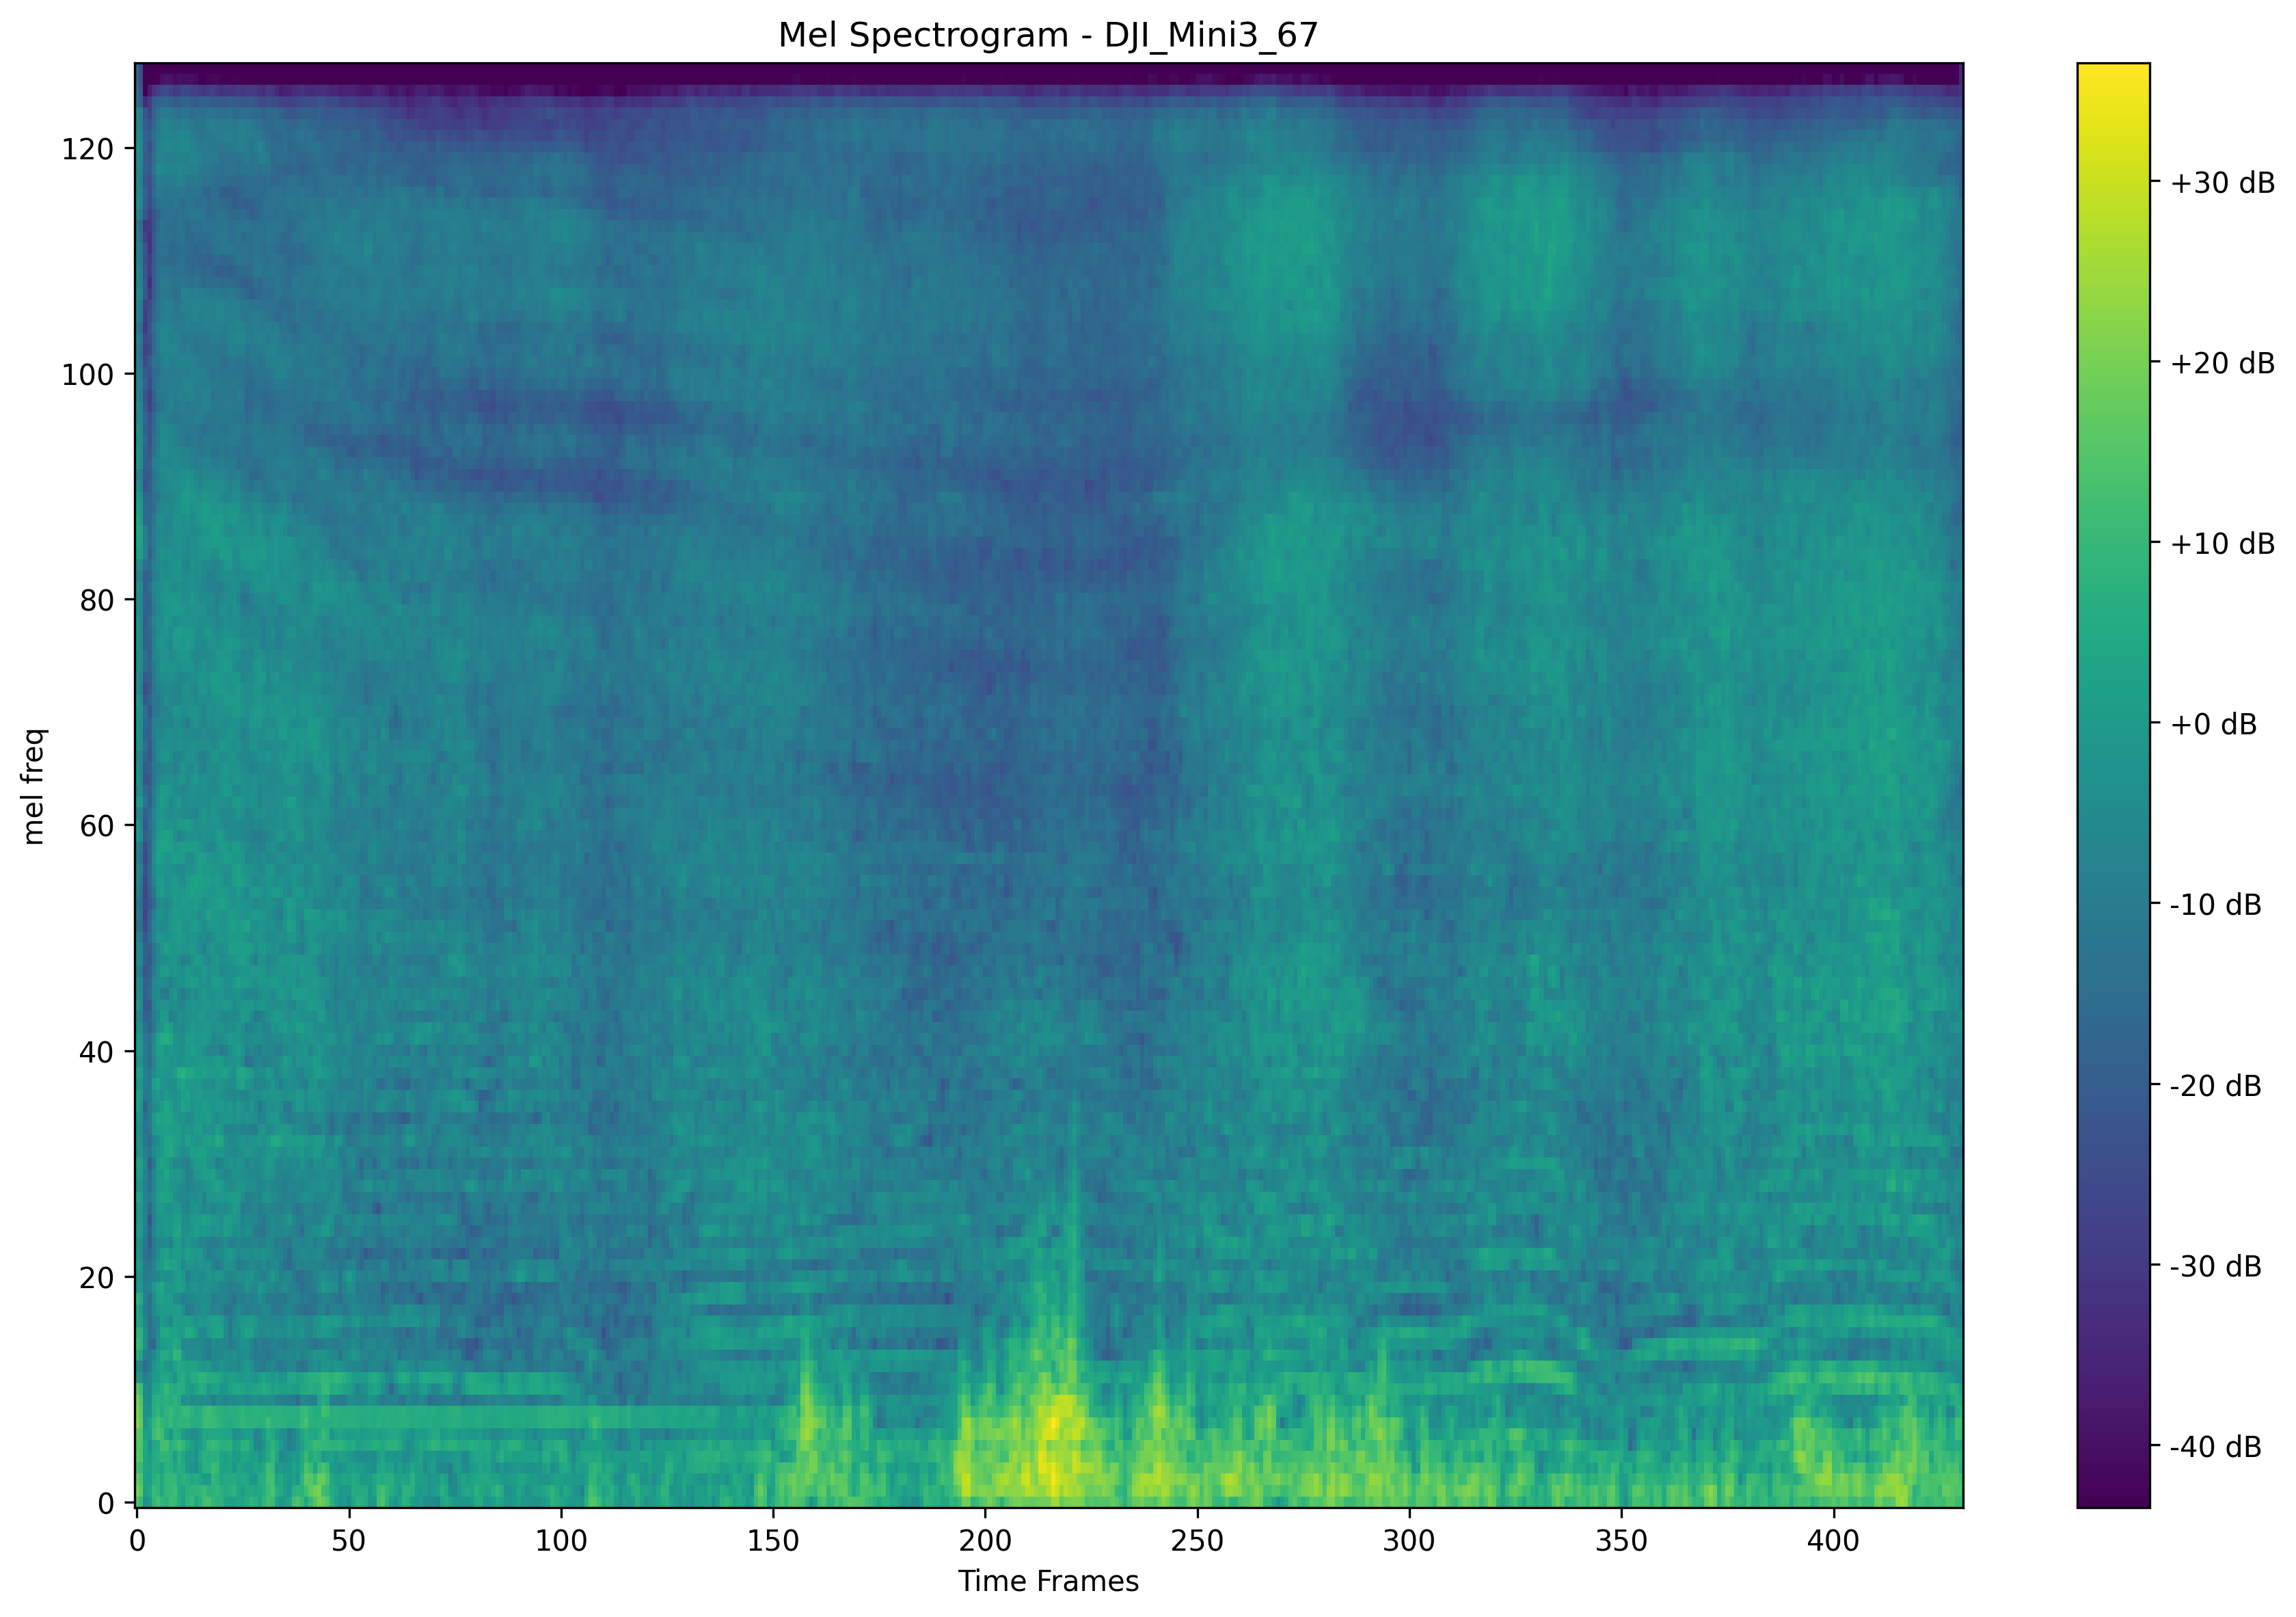 Mel Spectrogram - DJI_Mini3_67
mel freq
120
100
80
60
40
20
0
0 50 100 150 200 250 300 350 400
Time Frames
+30 dB
+20 dB
+10 dB
+0 dB
-10 dB
-20 dB
-30 dB
-40 dB